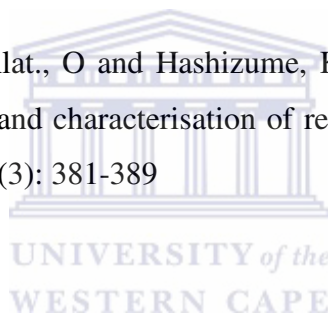 lat., O and Hashizume,
and characterisation of re
(3): 381-389
UNIVERSITY of the
WESTERN CAPE